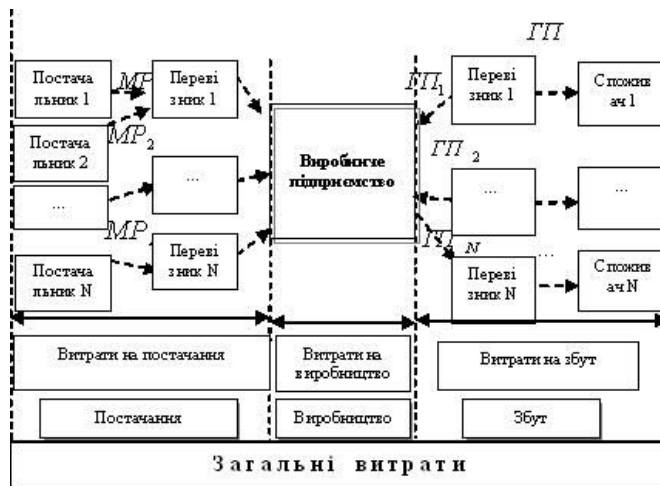 ГП
Постача
льник 1
МР
Переві
зник 1
ГП1
Переві
зник 1
Спожив
ач 1
Постача
льник 2
МР2
...
Виробниче
підприємство
ГП 2
...
...
...
МР
Постача
льник N
Переві
зник N
ГП N
...
Переві
зник N
Спожив
ач N
Витрати на постачання
Витрати на
виробництво
Витрати на збут
Постачання
Виробництво
Збут
Загальні витрати